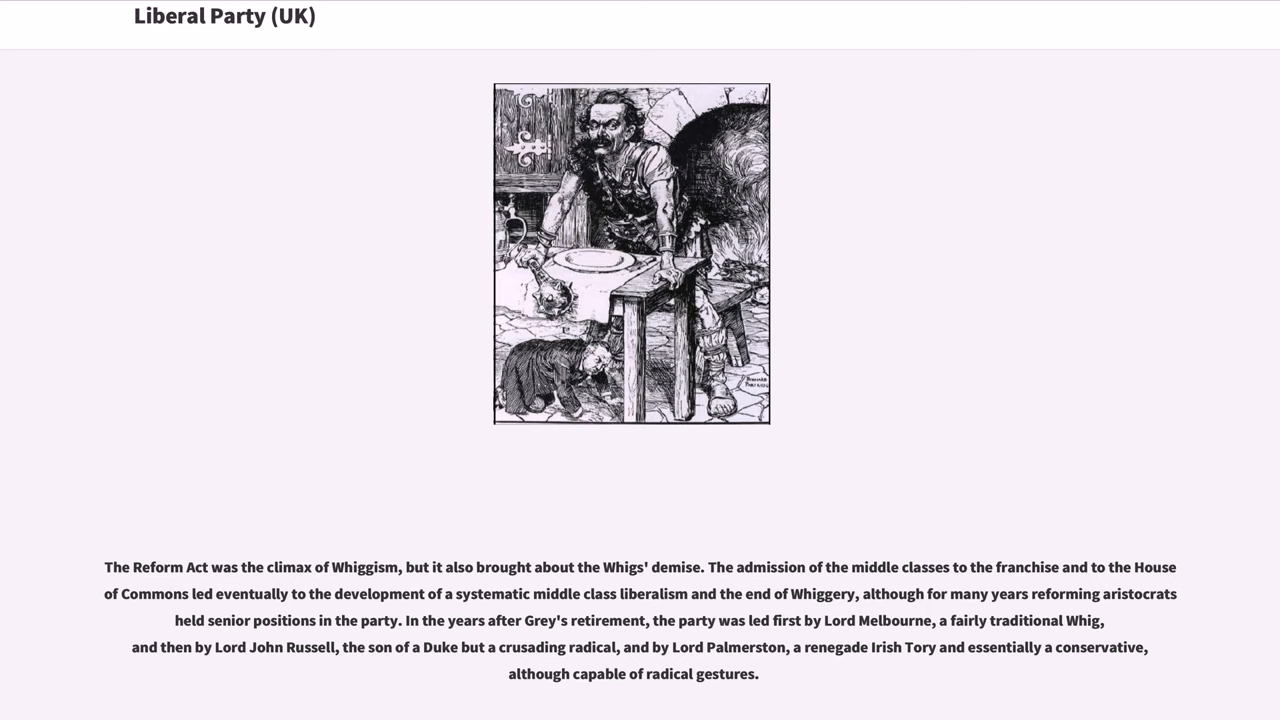 Liberal Party (UK)
BERNARD
PARTRIDGE
The Reform Act was the climax of Whiggism, but it also brought about the Whigs' demise. The admission of the middle classes to the franchise and to the House
of Commons led eventually to the development of a systematic middle class liberalism and the end of Whiggery, although for many years reforming aristocrats
held senior positions in the party. In the years after Grey's retirement, the party was led first by Lord Melbourne, a fairly traditional Whig,
and then by Lord John Russell, the son of a Duke but a crusading radical, and by Lord Palmerston, a renegade Irish Tory and essentially a conservative,
although capable of radical gestures.